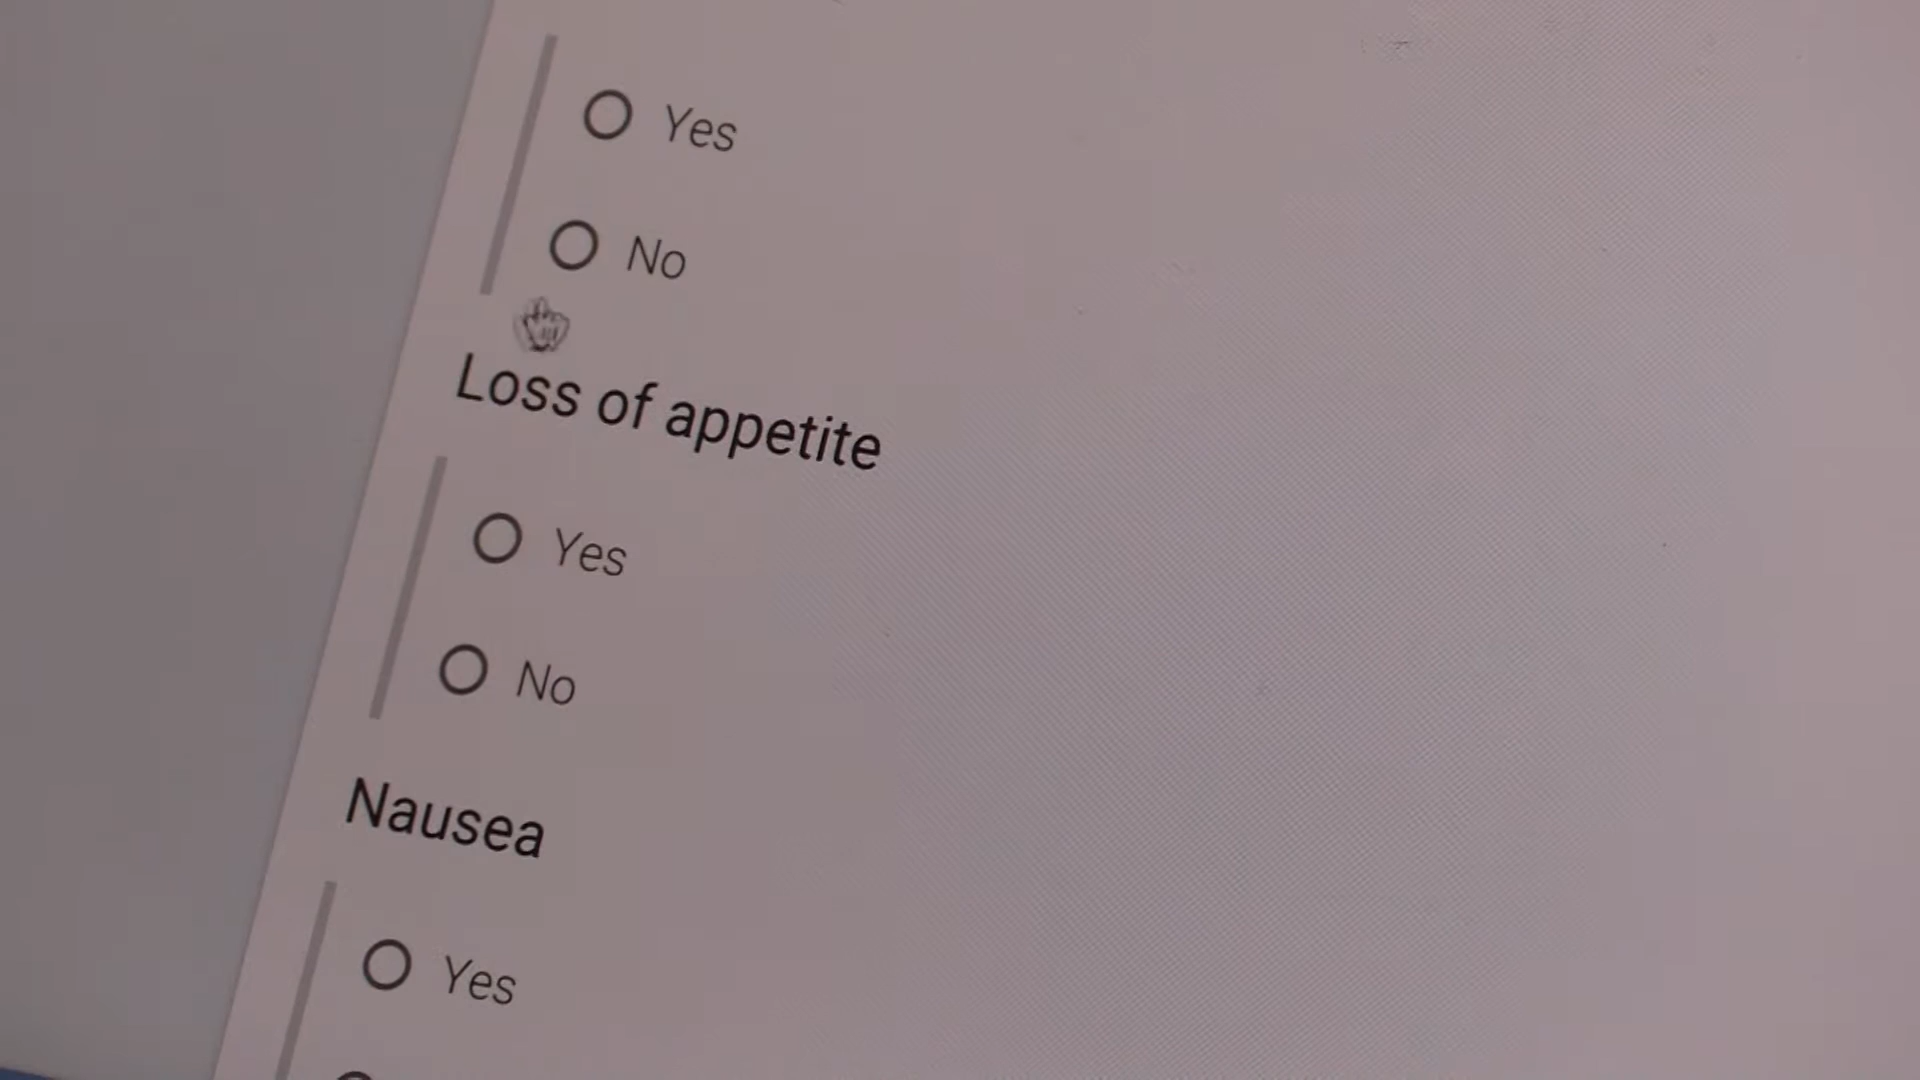 Yes
No
Loss of appetite
Yes
No
Nausea
Yes